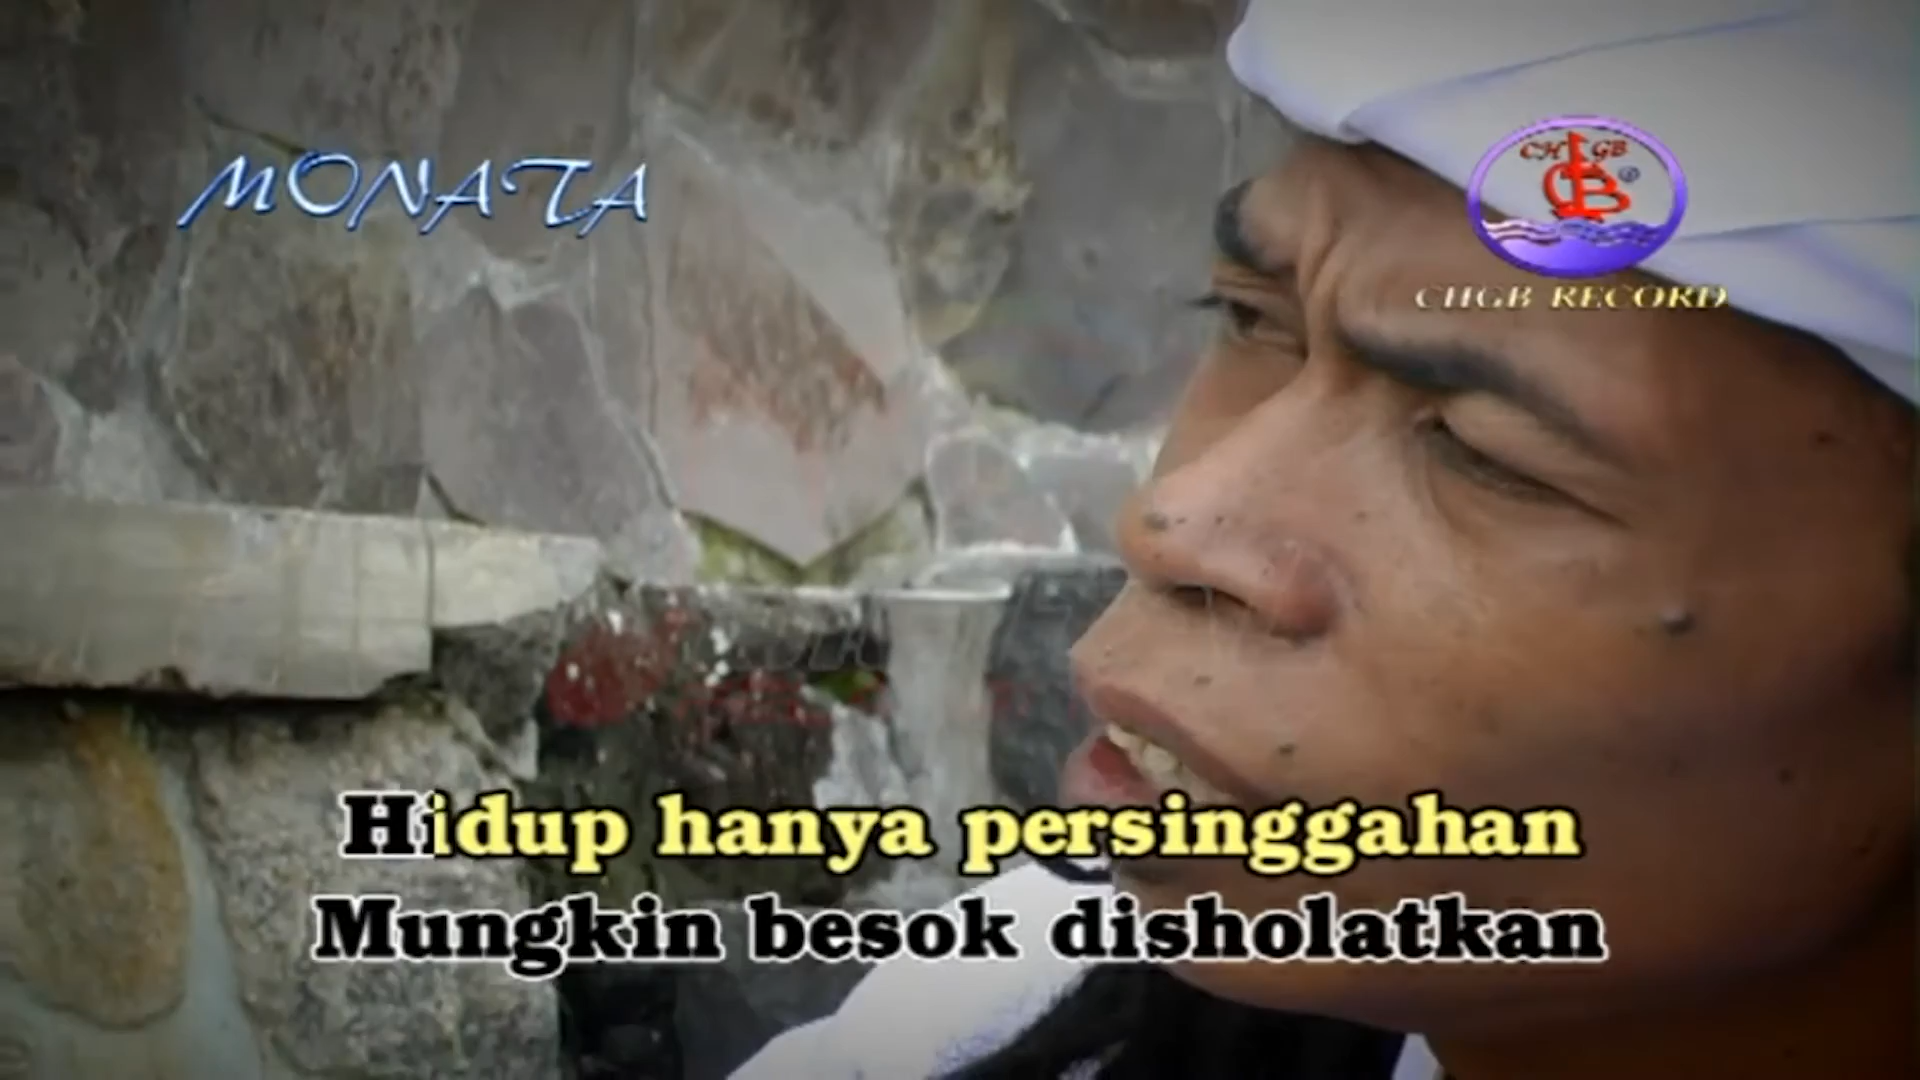 MONATA
CHGB
CHGB RECORD
Hidup hanya persinggahan
Mungkin besok disholatkan